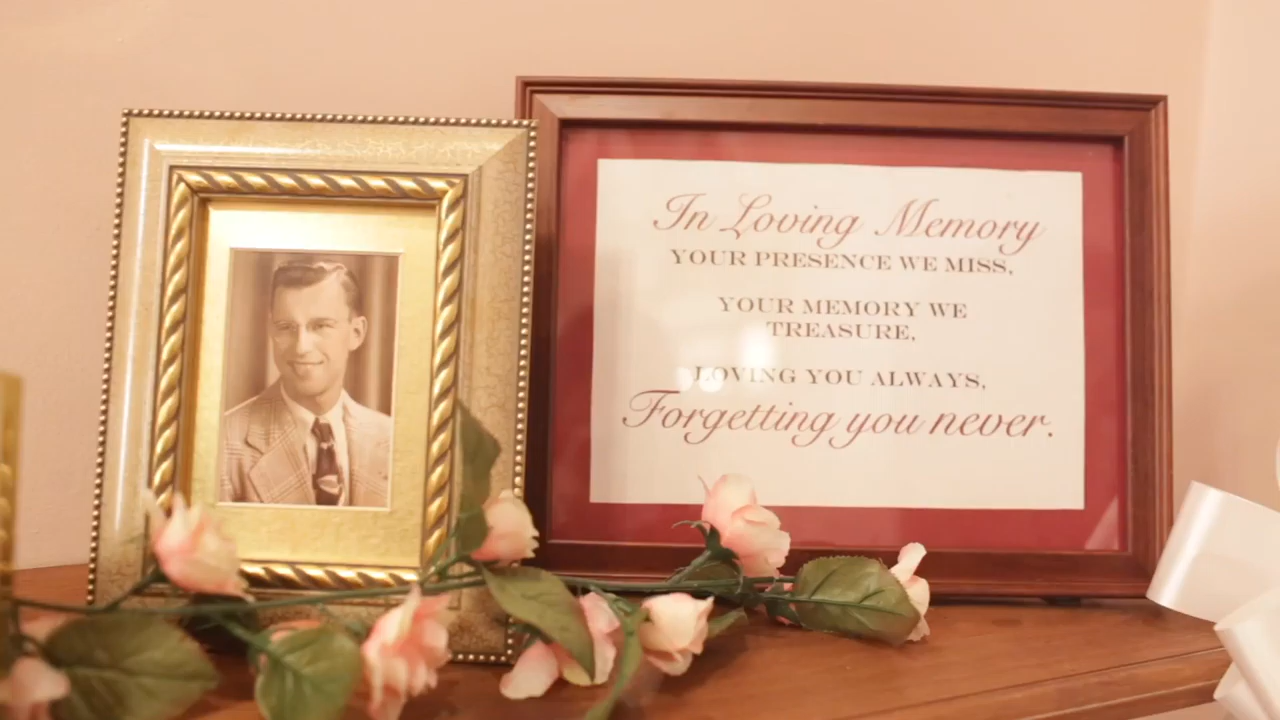 In Loving Memory
YOUR PRESENCE WE MISS,
YOUR MEMORY WE
TREASURE,
LOVING YOU ALWAYS,
Forgetting you never.